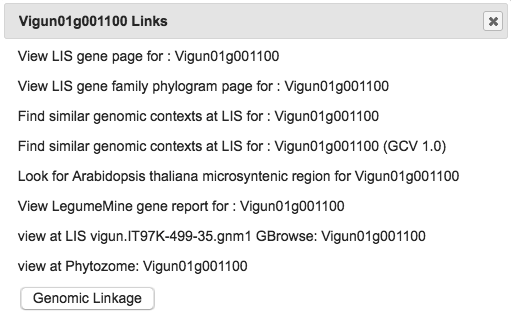 Vigun01g001100 Links
View LIS gene page for : Vigun01g001100
View LIS gene family phylogram page for : Vigun01g001100
Find similar genomic contexts at LIS for : Vigun01g001100
Find similar genomic contexts at LIS for : Vigun01g001100 (GCV 1.0)
Look for Arabidopsis thaliana microsyntenic region for Vigun01g001100
View LegumeMine gene report for : Vigun01g001100
view at LIS vigun.IT97K-499-35.gnm1 GBrowse: Vigun01g001100
view at Phytozome: Vigun01g001100
Genomic Linkage